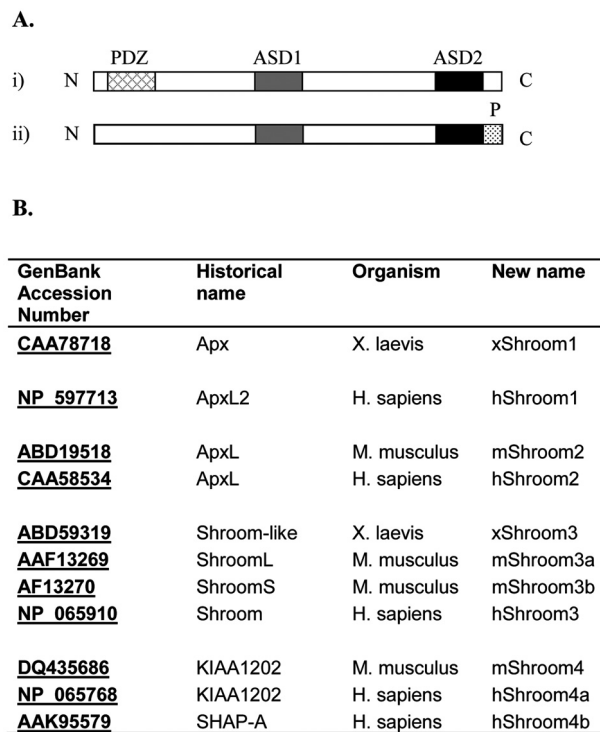 A.
PDZ ASD1 ASD2
i) N C
P
ii) N C
B.
GenBank Accession Number Historical name Organism New name
CAA78718 Apx X. laevis xShroom1
NP_597713 ApxL2 H. sapiens hShroom1
ABD19518 ApxL M. musculus mShroom2
CAA58534 ApxL H. sapiens hShroom2
ABD59319 Shroom-like X. laevis xShroom3
AAF13269 ShroomL M. musculus mShroom3a
AF13270 ShroomS M. musculus mShroom3b
NP_065910 Shroom H. sapiens hShroom3
DQ435686 KIAA1202 M. musculus mShroom4
NP_065768 KIAA1202 H. sapiens hShroom4a
AAK95579 SHAP-A H. sapiens hShroom4b